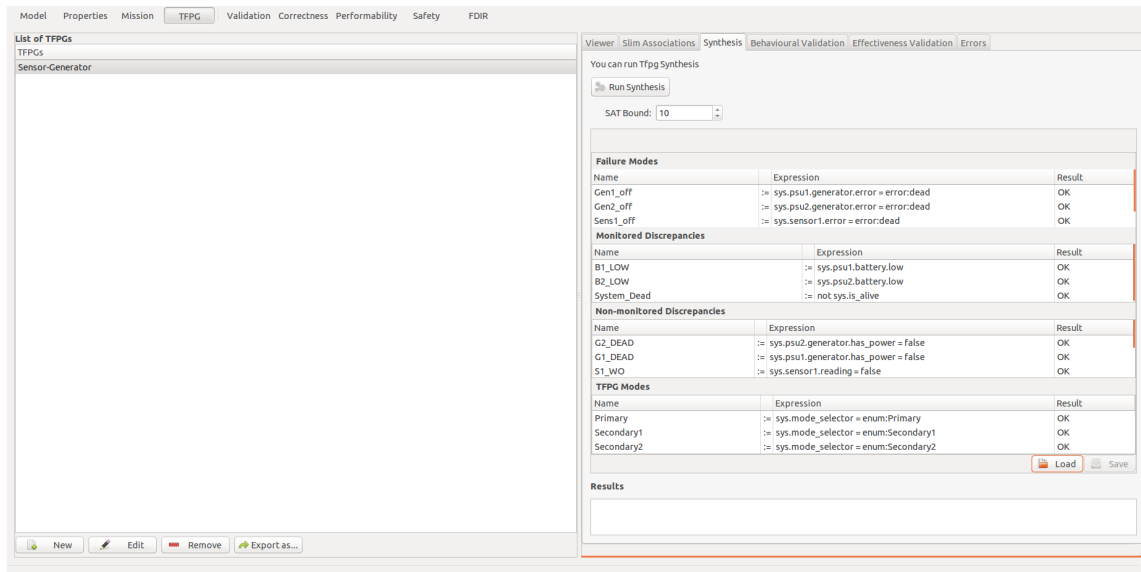 Model Properties Mission TFPG Validation Correctness Performability Safety FDIR
List of TFPGs
TFPGs
Sensor-Generator
New Edit Remove Export as...
Viewer Slim Associations Synthesis Behavioural Validation Effectiveness Validation Errors
You can run Tfpg Synthesis
Run Synthesis
SAT Bound: 10
Failure Modes
Name Expression Result
Gen1_off := sys.psu1.generator.error = error:dead OK
Gen2_off := sys.psu2.generator.error = error:dead OK
Sens1_off := sys.sensor1.error = error:dead OK
Monitored Discrepancies
Name Expression Result
B1_LOW := sys.psu1.battery.low OK
B2_LOW := sys.psu2.battery.low OK
System_Dead := not sys.is_alive OK
Non-monitored Discrepancies
Name Expression Result
G2_DEAD := sys.psu2.generator.has_power = false OK
G1_DEAD := sys.psu1.generator.has_power = false OK
S1_WO := sys.sensor1.reading = false OK
TFPG Modes
Name Expression Result
Primary := sys.mode_selector = enum:Primary OK
Secondary1 := sys.mode_selector = enum:Secondary1 OK
Secondary2 := sys.mode_selector = enum:Secondary2 OK
Load Save
Results